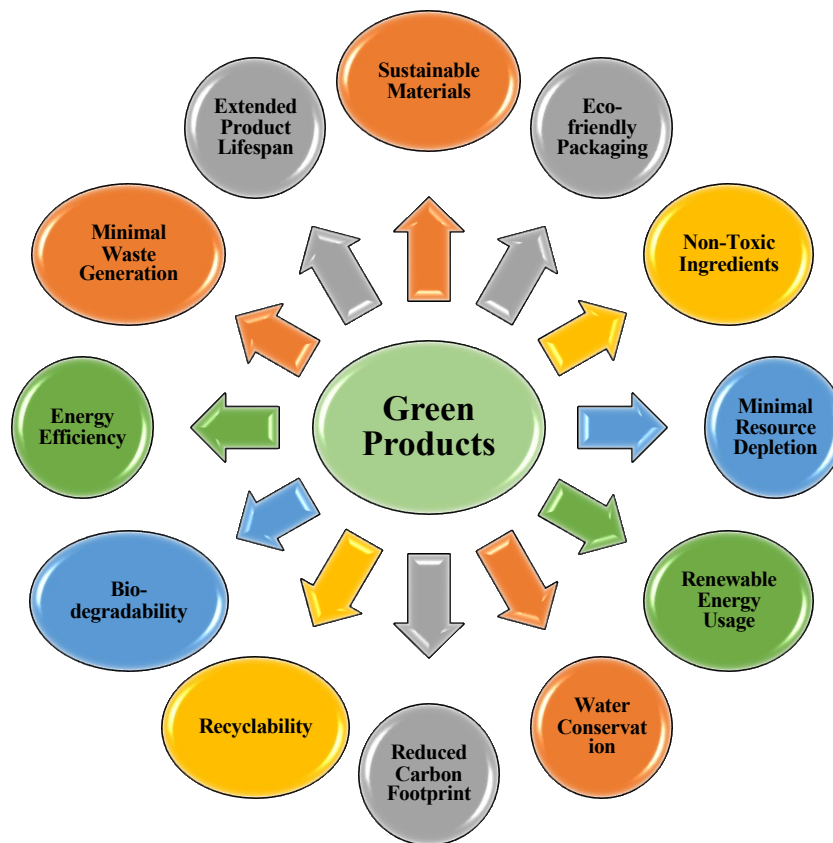 Sustainable
Materials
Eco-
friendly
Packaging
Non-Toxic
Ingredients
Minimal
Resource
Depletion
Renewable
Energy
Usage
Water
Conservat
ion
Reduced
Carbon
Footprint
Recyclability
Bio-
degradability
Energy
Efficiency
Minimal
Waste
Generation
Extended
Product
Lifespan
Green
Products